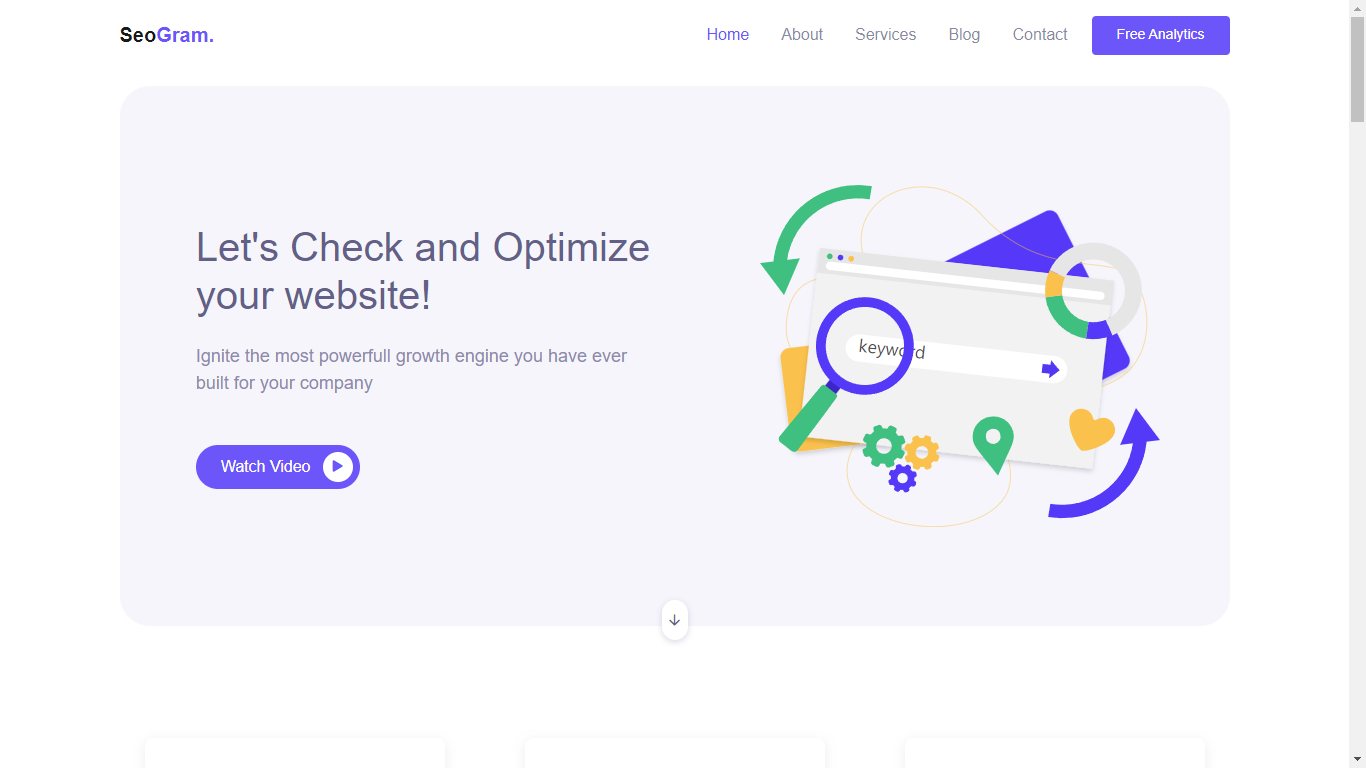 SeoGram.
Home About Services Blog Contact Free Analytics
Let's Check and Optimize
your website!
Ignite the most powerfull growth engine you have ever
built for your company
Watch Video
keyword